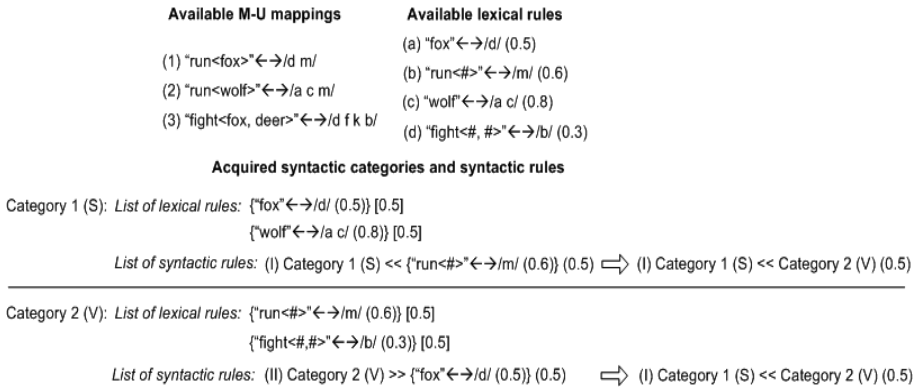 Available M-U mappings
Available lexical rules
(1) “run<fox>”←→/d m/
(2) “run<wolf>”←→/a c m/
(3) “fight<fox, deer>”←→/d f k b/
(a) “fox”←→/d/ (0.5)
(b) “run<#>”←→/m/ (0.6)
(c) “wolf”←→/a c/ (0.8)
(d) “fight<#, #>”←→/b/ (0.3)
Acquired syntactic categories and syntactic rules
Category 1 (S): List of lexical rules: {“fox”←→/d/ (0.5)} [0.5]
{“wolf”←→/a c/ (0.8)} [0.5]
List of syntactic rules: (I) Category 1 (S) << {“run<#>”←→/m/ (0.6)} (0.5) ⇨ (I) Category 1 (S) << Category 2 (V) (0.5)
Category 2 (V): List of lexical rules: {“run<#>”←→/m/ (0.6)} [0.5]
{“fight<#,#>”←→/b/ (0.3)} [0.5]
List of syntactic rules: (II) Category 2 (V) >> {“fox”←→/d/ (0.5)} (0.5) ⇨ (I) Category 1 (S) << Category 2 (V) (0.5)